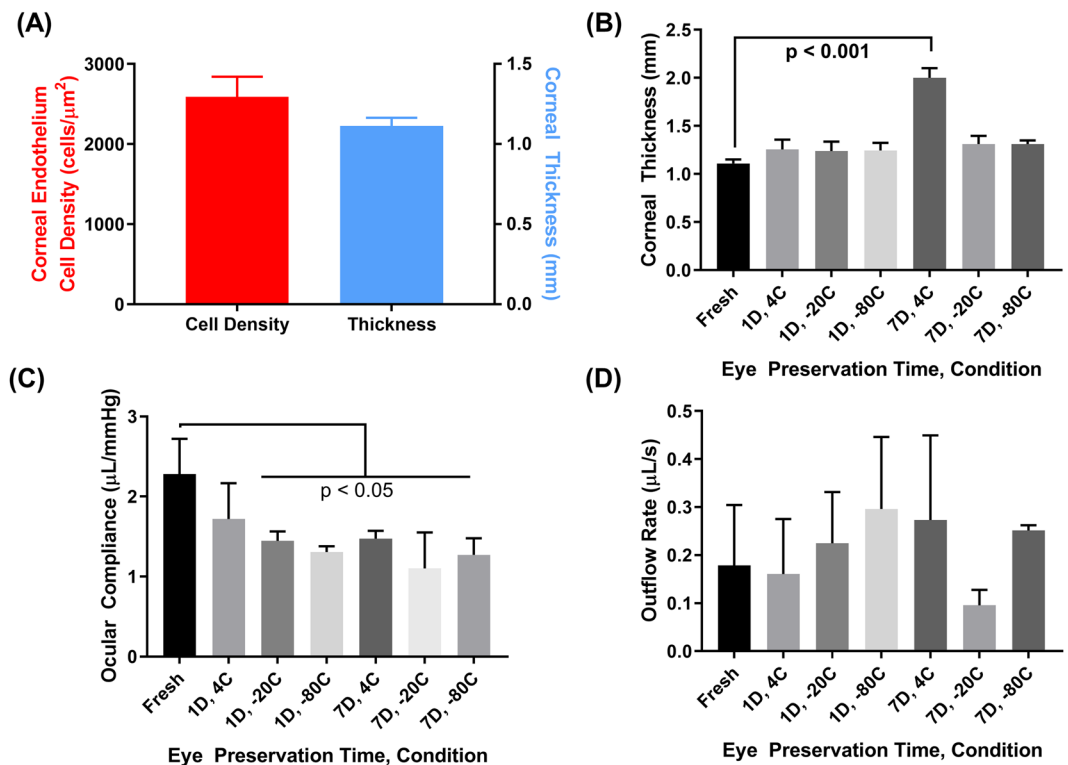 (A)
Corneal Endothelium
Cell Density (cells/μm²)
3000
2000
1000
0
1.5
1.0
0.5
0.0
Corneal Thickness (mm)
Cell Density
Thickness
(B)
p < 0.001
Corneal Thickness (mm)
2.5
2.0
1.5
1.0
0.5
0.0
Fresh
1D, 4C
1D, -20C
1D, -80C
7D, 4C
7D, -20C
7D, -80C
Eye Preservation Time, Condition
(C)
Ocular Compliance (μL/mmHg)
3
2
1
0
p < 0.05
Fresh
1D, 4C
1D, -20C
1D, -80C
7D, 4C
7D, -20C
7D, -80C
Eye Preservation Time, Condition
(D)
Outflow Rate (μL/s)
0.5
0.4
0.3
0.2
0.1
0.0
Fresh
1D, 4C
1D, -20C
1D, -80C
7D, 4C
7D, -20C
7D, -80C
Eye Preservation Time, Condition